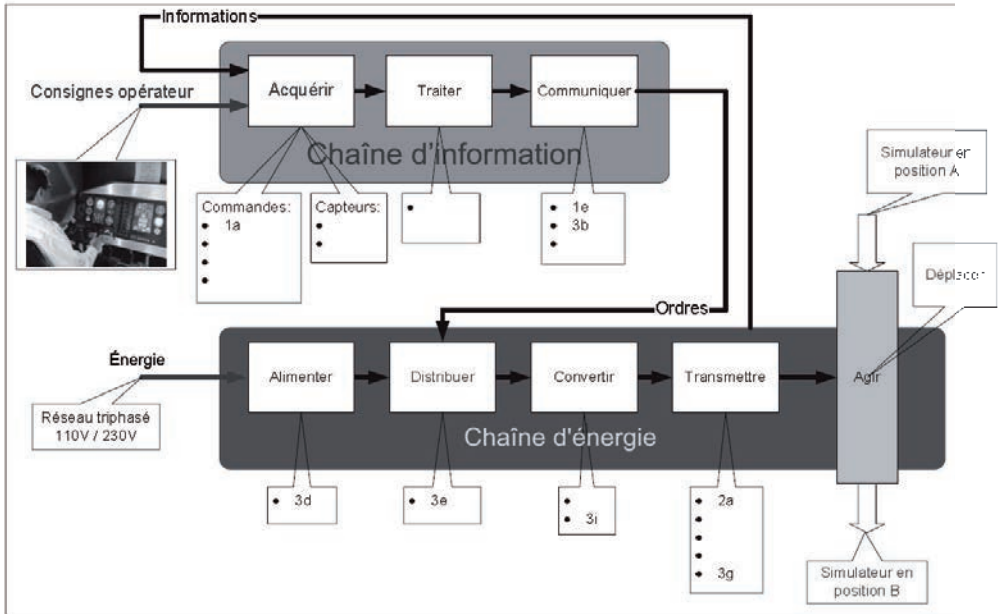 Informations
Consignes opérateur
Acquérir
Traiter
Communiquer
Chaîne d'information
Commandes:
• 1a
•
•
•
Capteurs:
•
•
•
• 1e
• 3b
•
Simulateur en
position A
Déplacer
Ordres
Énergie
Réseau triphasé
110V / 230V
Alimenter
Distribuer
Convertir
Transmettre
Agir
Chaîne d'énergie
• 3d
• 3e
•
• 3i
• 2a
•
•
•
• 3g
Simulateur en
position B